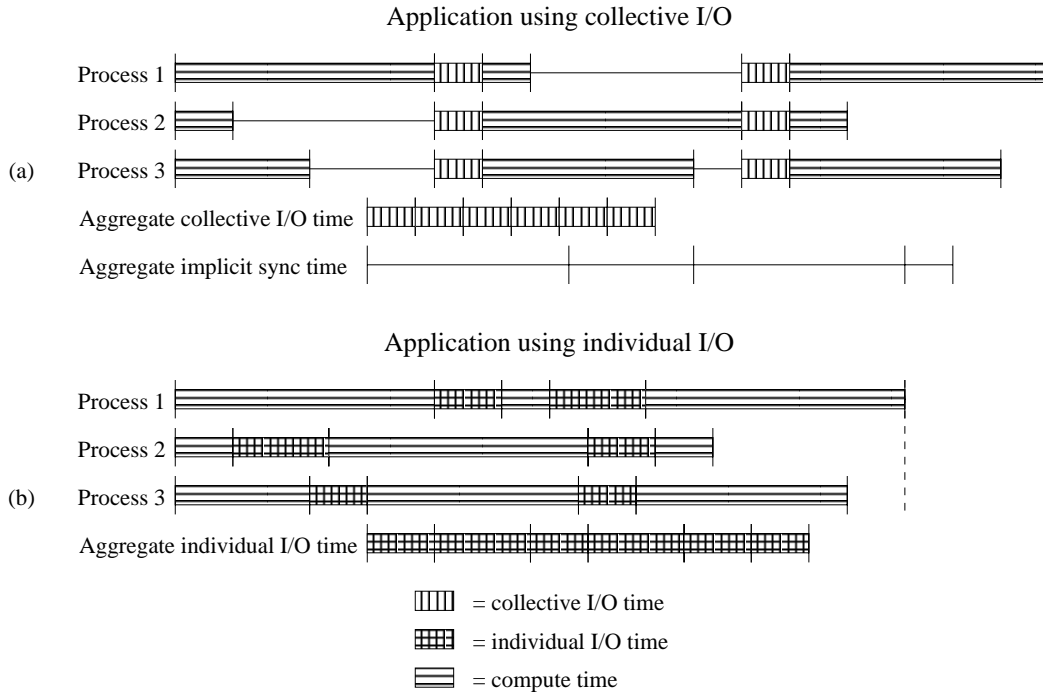 Application using collective I/O
Process 1
Process 2
(a) Process 3
Aggregate collective I/O time
Aggregate implicit sync time
Application using individual I/O
Process 1
Process 2
(b) Process 3
Aggregate individual I/O time
= collective I/O time
= individual I/O time
= compute time